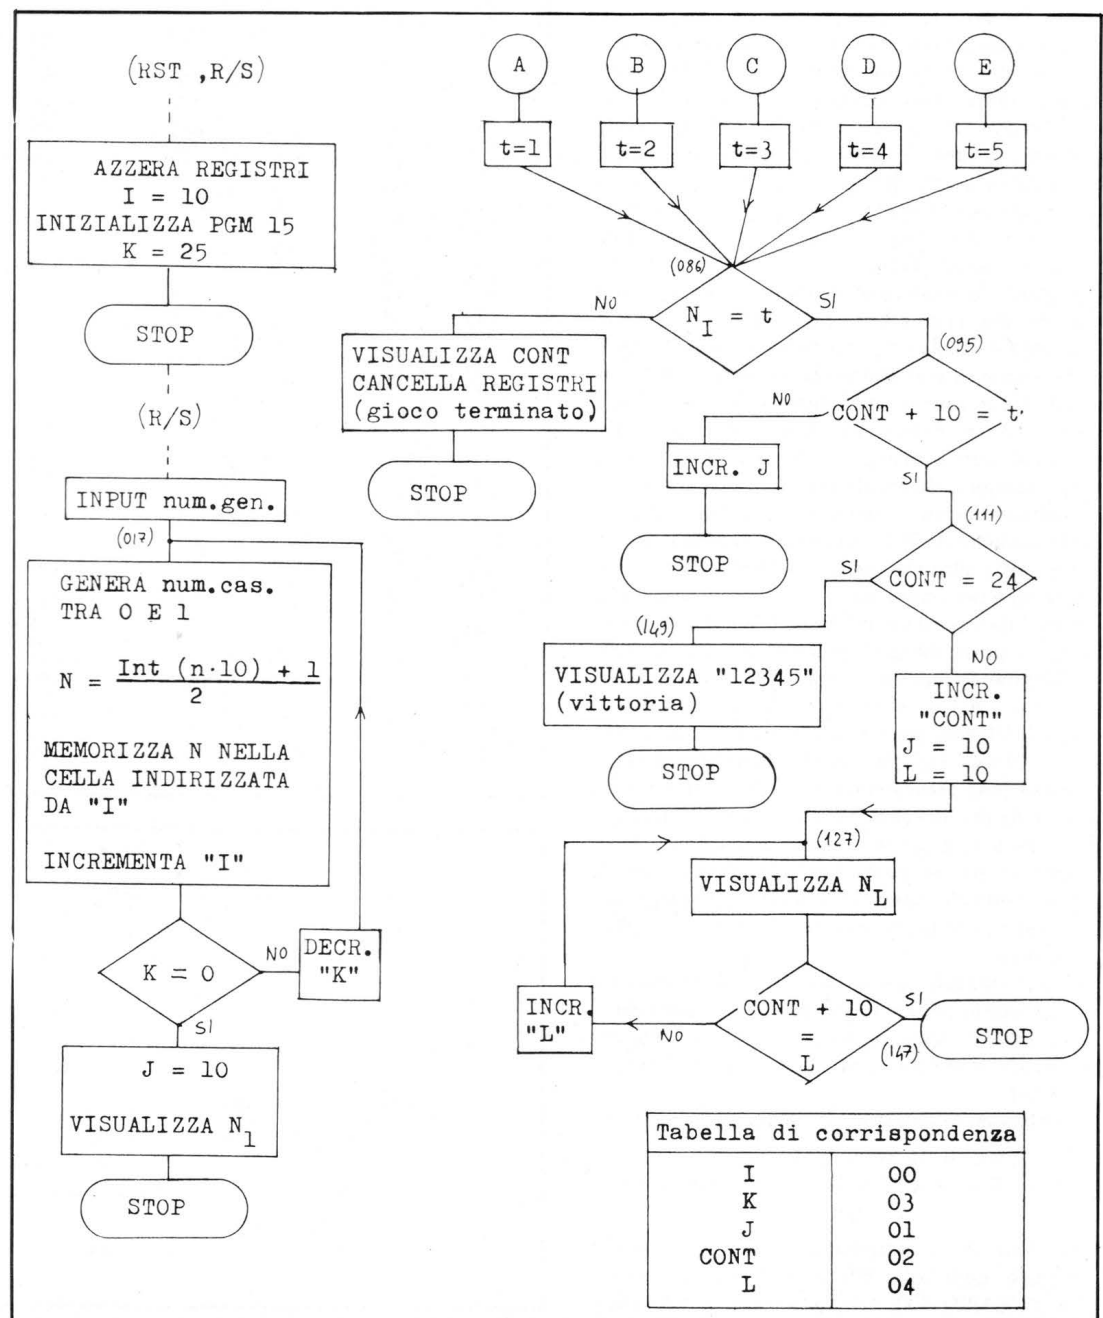 (RST ,R/S)
AZZERA REGISTRI
I = 10
INIZIALIZZA PGM 15
K = 25
STOP
(R/S)
INPUT num.gen.
(017)
GENERA num.cas.
TRA 0 E 1
N = Int (n·10) + 1
2
MEMORIZZA N NELLA
CELLA INDIRIZZATA
DA "I"
INCREMENTA "I"
K = 0
NO
DECR.
"K"
SI
J = 10
VISUALIZZA N1
STOP
A B C D E
t=1 t=2 t=3 t=4 t=5
(086)
NI = t
NO
SI
VISUALIZZA CONT
CANCELLA REGISTRI
(gioco terminato)
STOP
(095)
CONT + 10 = t
NO
INCR. J
STOP
SI
(111)
CONT = 24
SI
(149)
VISUALIZZA "12345"
(vittoria)
STOP
NO
INCR.
"CONT"
J = 10
L = 10
(127)
VISUALIZZA NL
CONT + 10
=
L
NO
INCR.
"L"
SI
(147)
STOP
Tabella di corrispondenza
I 00
K 03
J 01
CONT 02
L 04